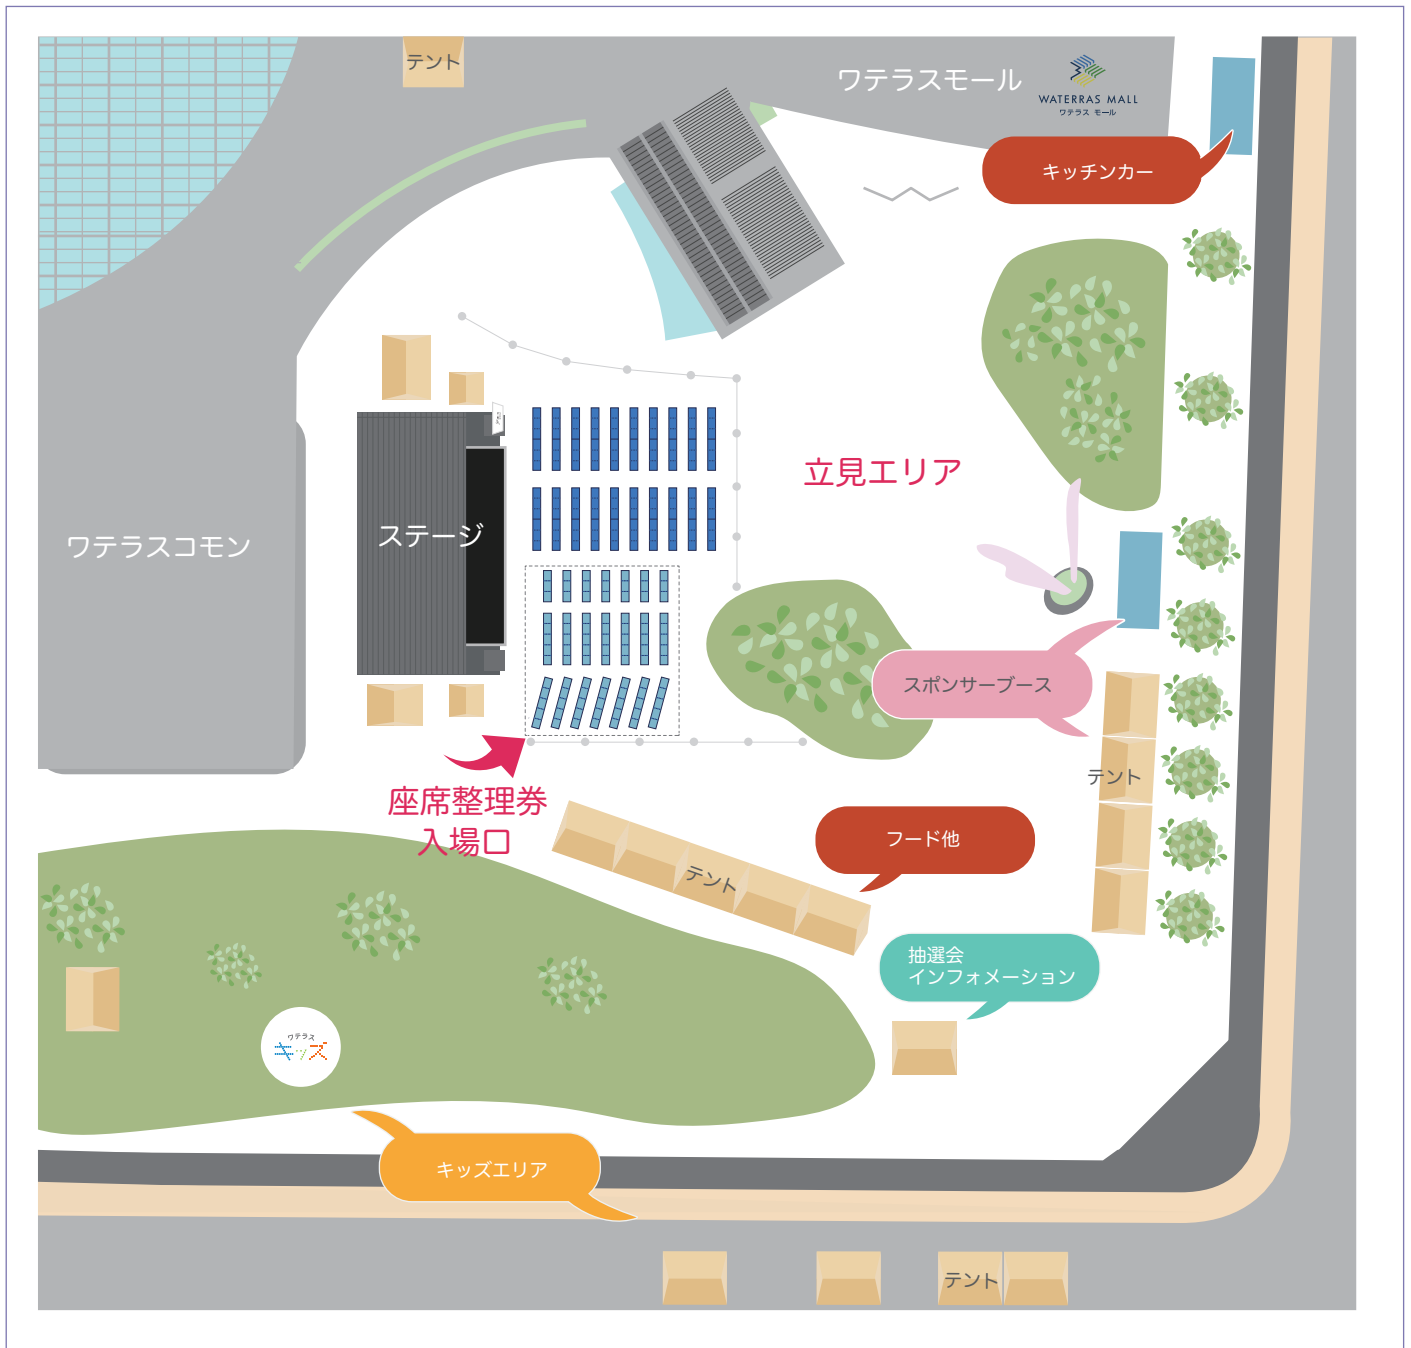 テント
ワテラスモール
WATERRAS MALL
ワテラス モール
キッチンカー
立見エリア
ステージ
ワテラスコモン
スポンサーブース
テント
座席整理券
入場口
フード他
テント
抽選会
インフォメーション
ワテラス
キッズ
キッズエリア
テント